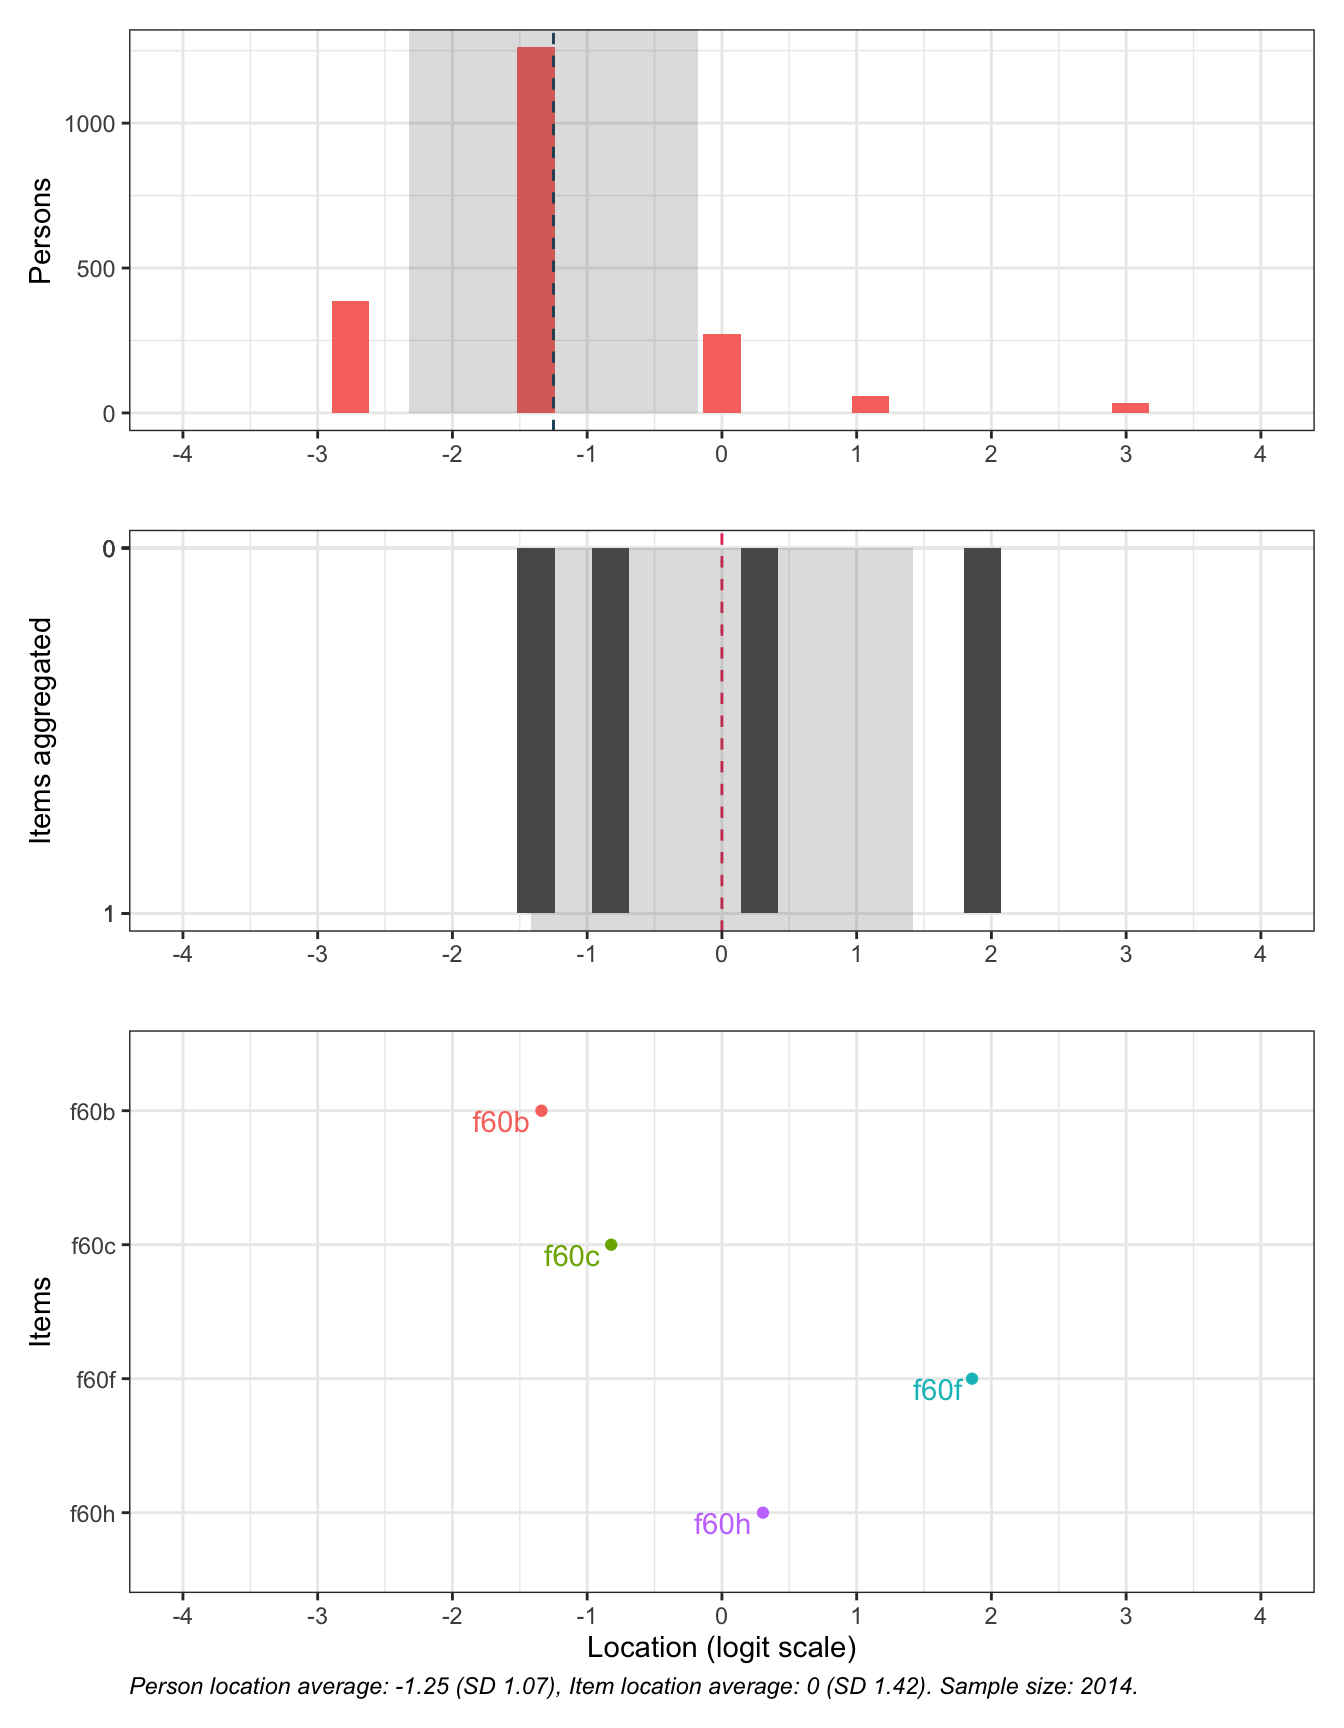 Persons
1000
500
0
-4 -3 -2 -1 0 1 2 3 4
Items aggregated
0
1
-4 -3 -2 -1 0 1 2 3 4
Items
f60b
f60b
f60c
f60c
f60f
f60f
f60h
f60h
-4 -3 -2 -1 0 1 2 3 4
Location (logit scale)
Person location average: -1.25 (SD 1.07), Item location average: 0 (SD 1.42). Sample size: 2014.